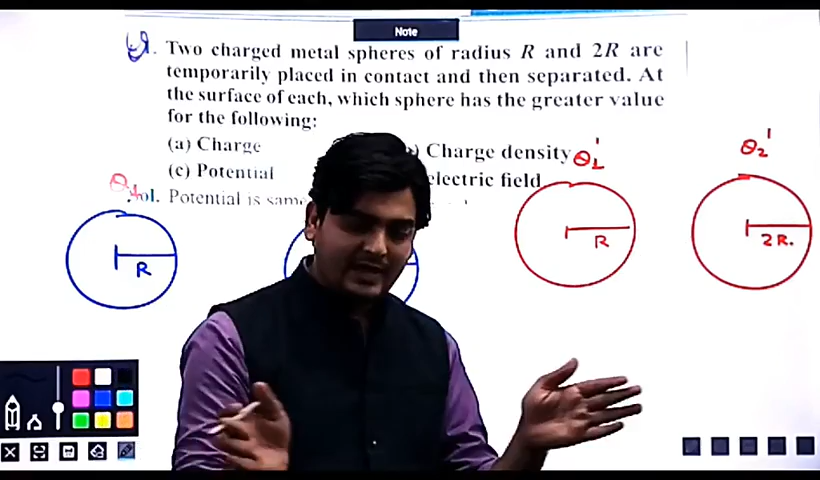 Note
Q. Two charged metal spheres of radius R and 2R are
temporarily placed in contact and then separated. At
the surface of each, which sphere has the greater value
for the following:
(a) Charge
) Charge density
(c) Potential
electric field
Sol. Potential is same
R
Q₁'
R
Q₂'
2R.